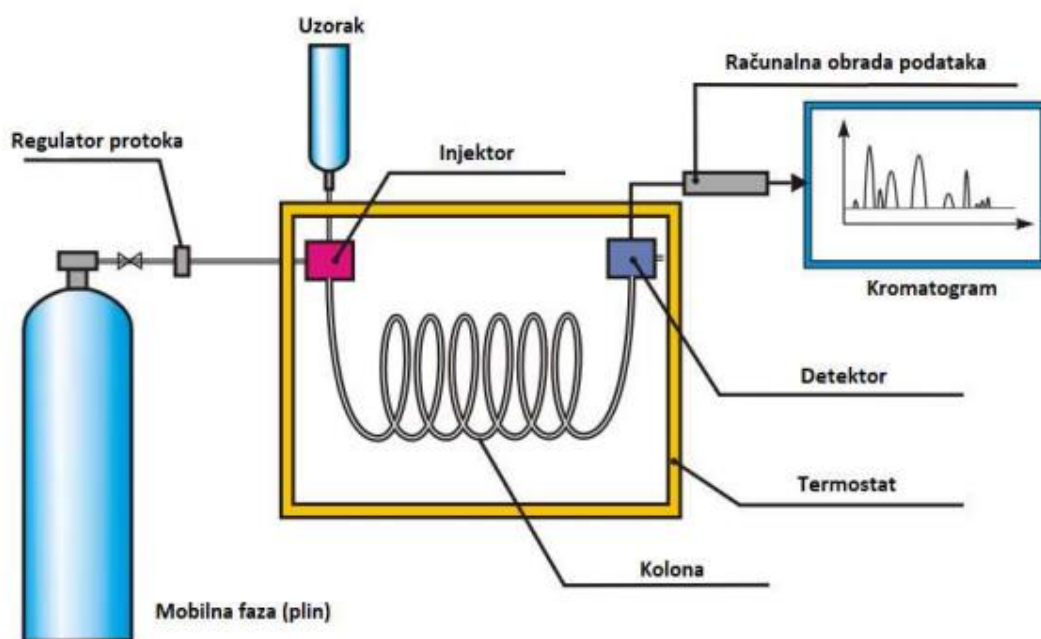 Uzorak
Računalna obrada podataka
Regulator protoka
Injektor
Kromatogram
Detektor
Termostat
Kolona
Mobilna faza (plin)